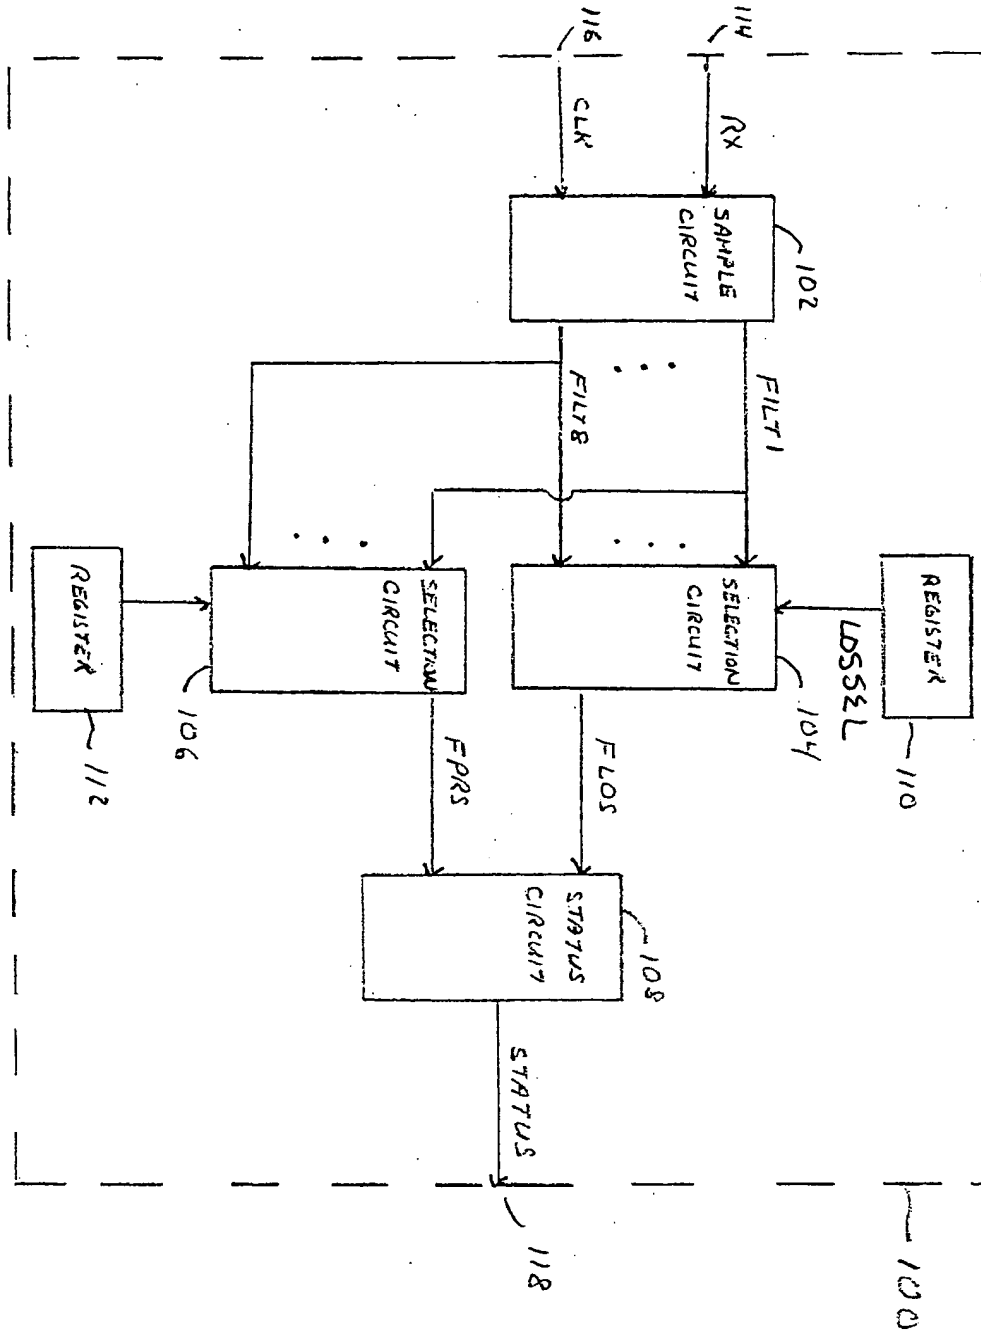 100
REGISTER
110
LOSSEL
114
RX
102
SAMPLE
CIRCUIT
FILT1
104
SELECTION
CIRCUIT
116
CLK
FILT8
FLOS
108
STATUS
CIRCUIT
STATUS
118
SELECTION
CIRCUIT
FPRS
106
REGISTER
112